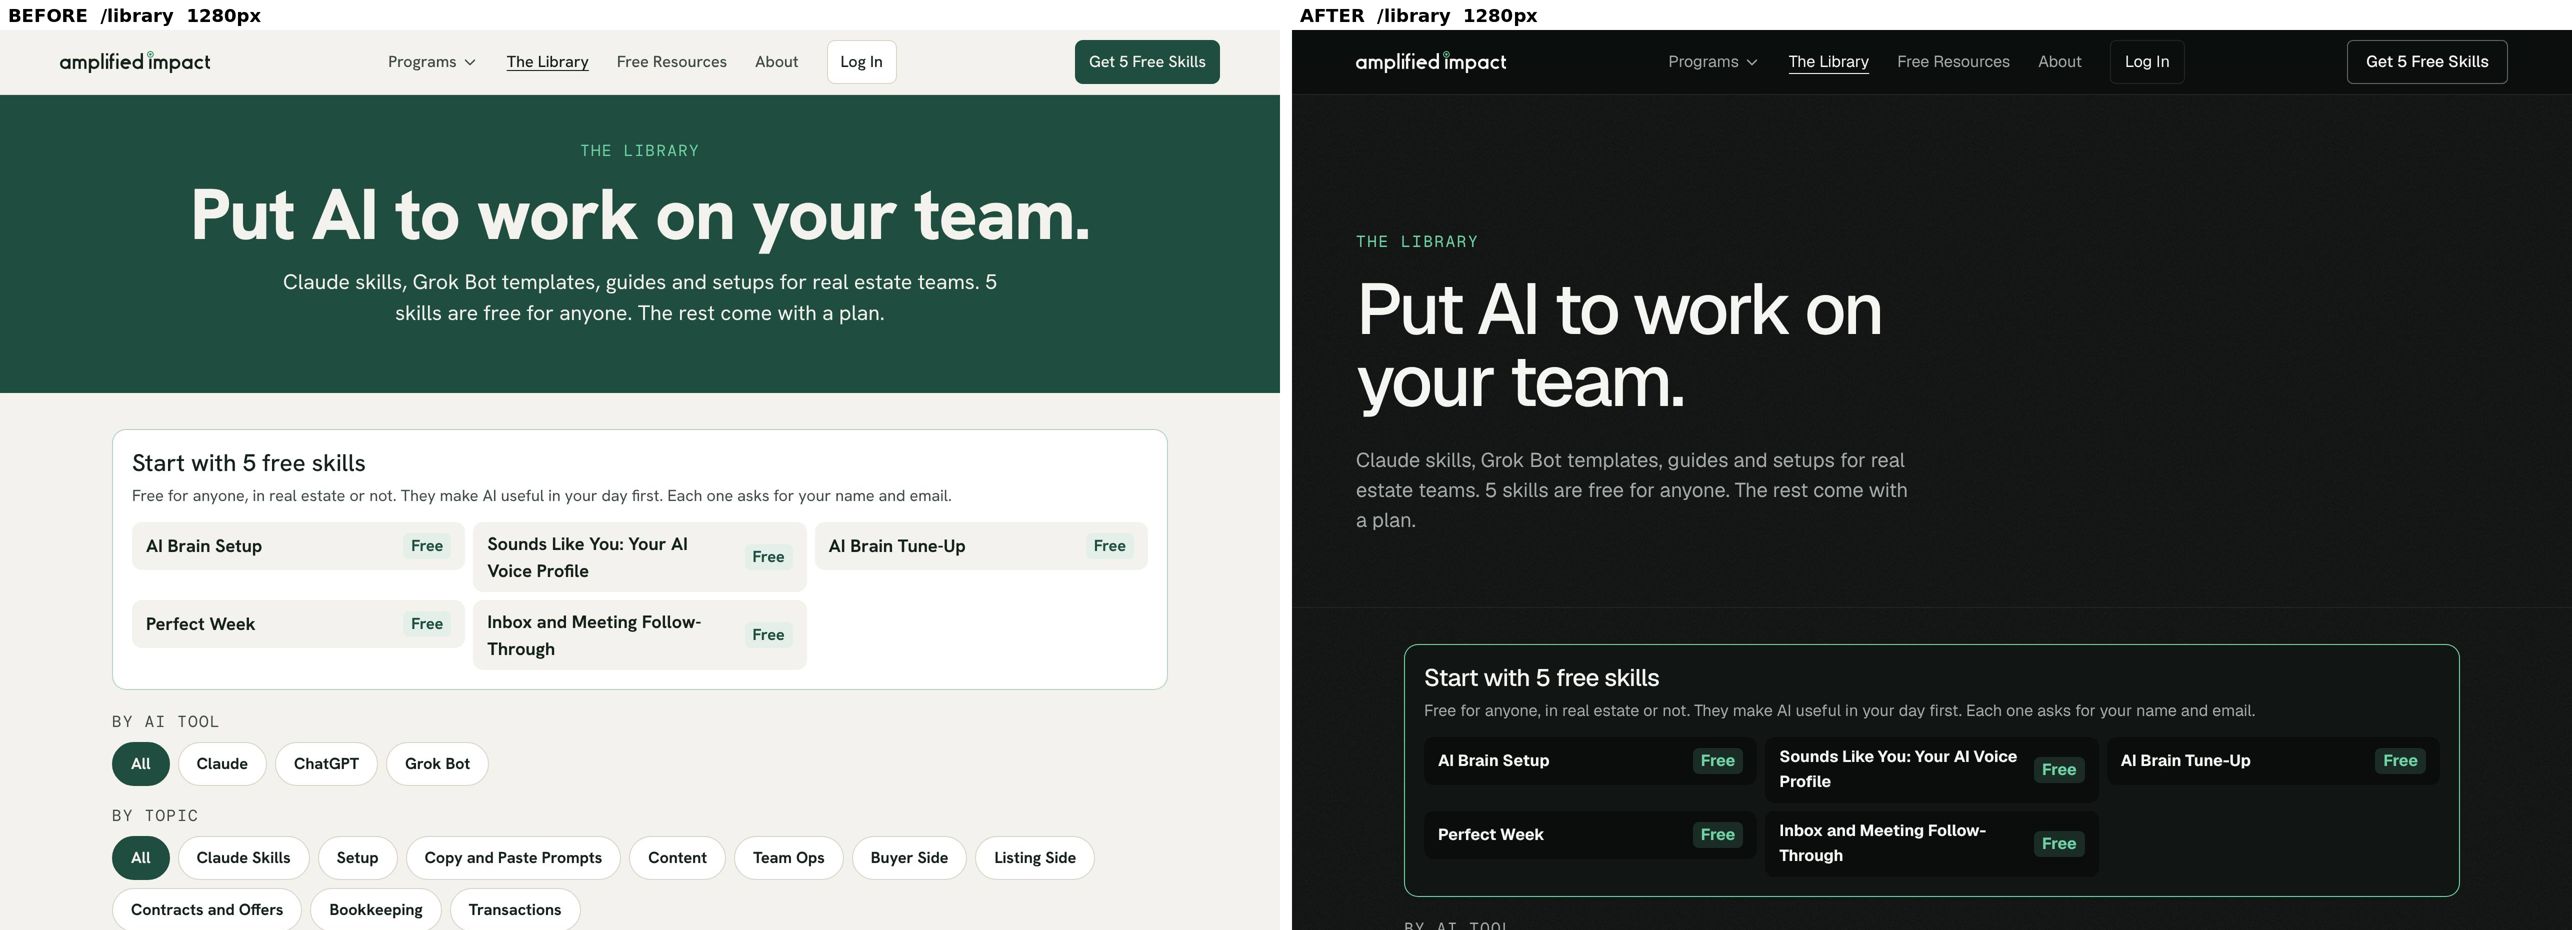 BEFORE /library 1280px
amplified impact
Programs
The Library
Free Resources
About
Log In
Get 5 Free Skills
THE LIBRARY
Put AI to work on your team.
Claude skills, Grok Bot templates, guides and setups for real estate teams. 5
skills are free for anyone. The rest come with a plan.
Start with 5 free skills
Free for anyone, in real estate or not. They make AI useful in your day first. Each one asks for your name and email.
AI Brain Setup
Free
Sounds Like You: Your AI
Voice Profile
Free
AI Brain Tune-Up
Free
Perfect Week
Free
Inbox and Meeting Follow-
Through
Free
BY AI TOOL
All
Claude
ChatGPT
Grok Bot
BY TOPIC
All
Claude Skills
Setup
Copy and Paste Prompts
Content
Team Ops
Buyer Side
Listing Side
Contracts and Offers
Bookkeeping
Transactions
AFTER /library 1280px
amplified impact
Programs
The Library
Free Resources
About
Log In
Get 5 Free Skills
THE LIBRARY
Put AI to work on
your team.
Claude skills, Grok Bot templates, guides and setups for real
estate teams. 5 skills are free for anyone. The rest come with
a plan.
Start with 5 free skills
Free for anyone, in real estate or not. They make AI useful in your day first. Each one asks for your name and email.
AI Brain Setup
Free
Sounds Like You: Your AI Voice
Profile
Free
AI Brain Tune-Up
Free
Perfect Week
Free
Inbox and Meeting Follow-
Through
Free
BY AI TOOL